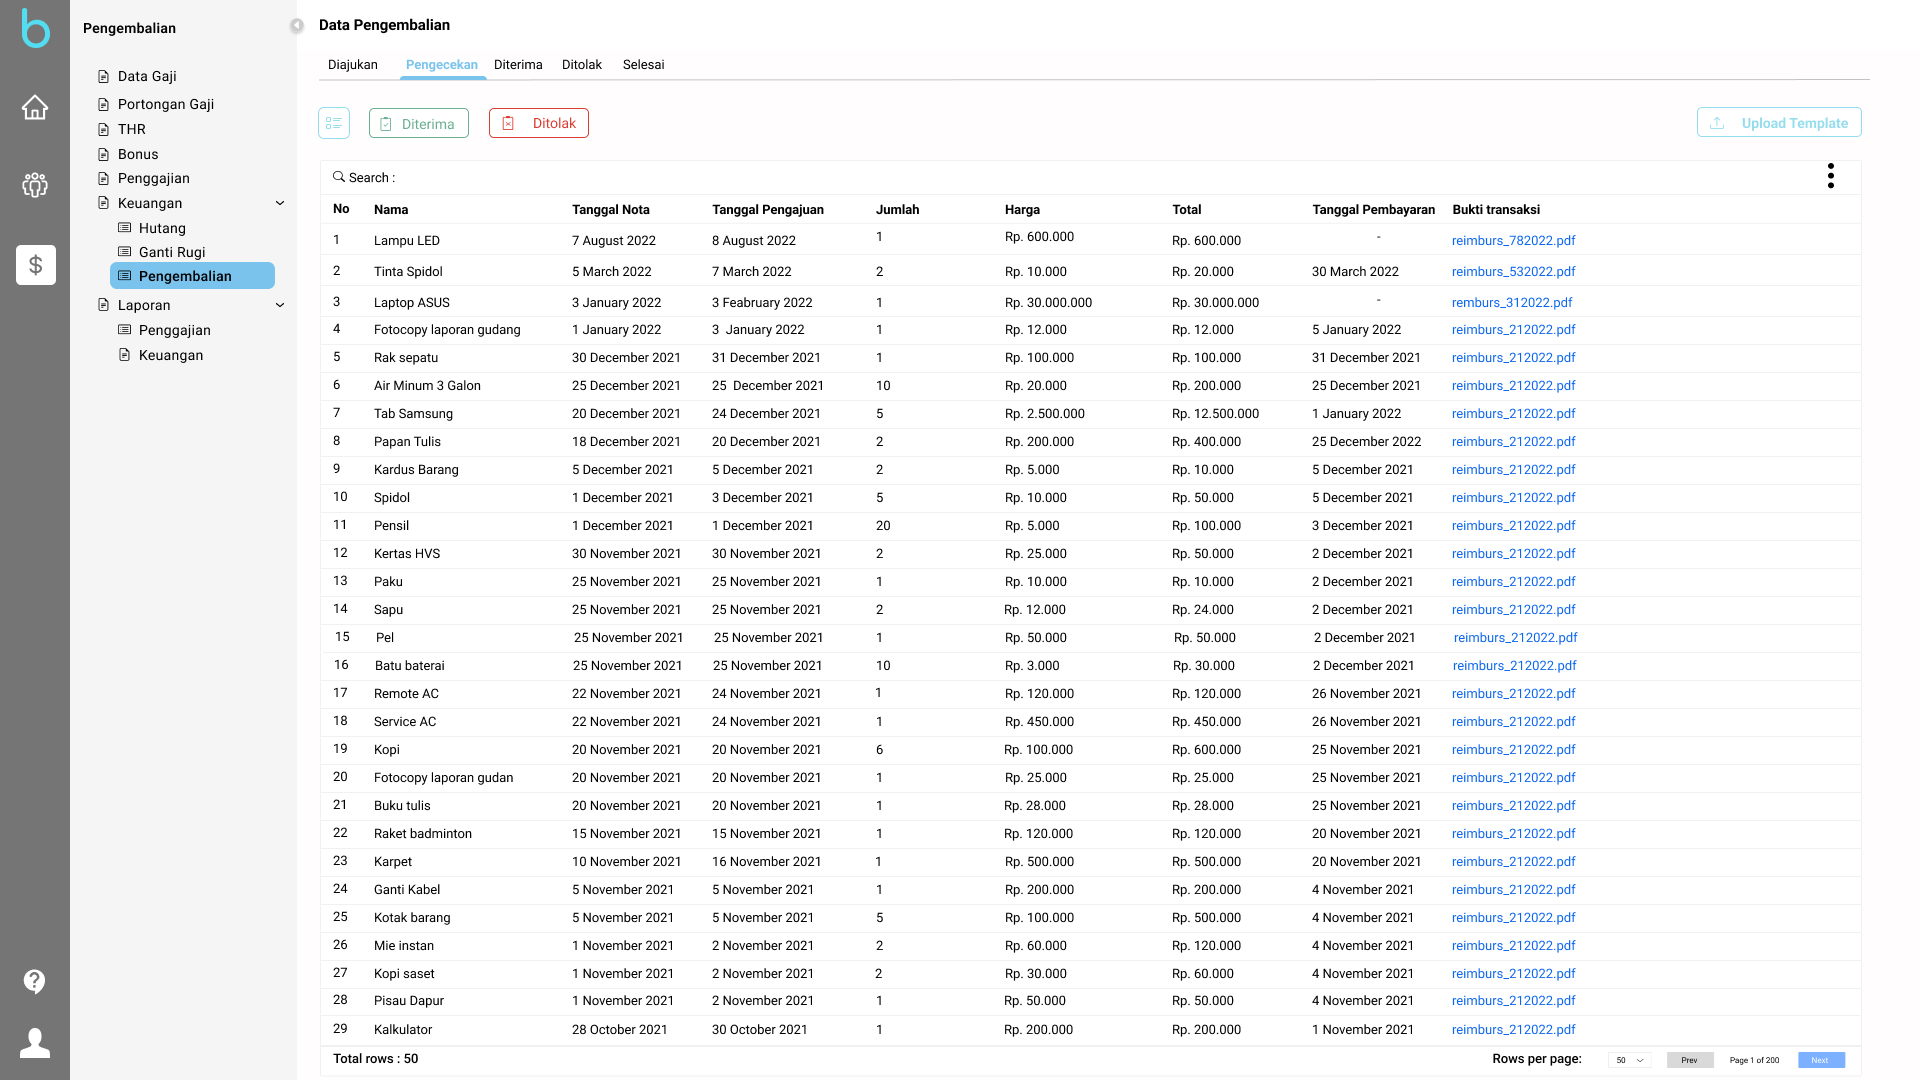 b
Pengembalian
Data Gaji
Portongan Gaji
THR
Bonus
Penggajian
Keuangan
Hutang
Ganti Rugi
Pengembalian
Laporan
Penggajian
Keuangan
Data Pengembalian
Diajukan Pengecekan Diterima Ditolak Selesai
Diterima Ditolak Upload Template
Search :
No Nama Tanggal Nota Tanggal Pengajuan Jumlah Harga Total Tanggal Pembayaran Bukti transaksi
1 Lampu LED 7 August 2022 8 August 2022 1 Rp. 600.000 Rp. 600.000 - reimburs_782022.pdf
2 Tinta Spidol 5 March 2022 7 March 2022 2 Rp. 10.000 Rp. 20.000 30 March 2022 reimburs_532022.pdf
3 Laptop ASUS 3 January 2022 3 Feabruary 2022 1 Rp. 30.000.000 Rp. 30.000.000 - remburs_312022.pdf
4 Fotocopy laporan gudang 1 January 2022 3 January 2022 1 Rp. 12.000 Rp. 12.000 5 January 2022 reimburs_212022.pdf
5 Rak sepatu 30 December 2021 31 December 2021 1 Rp. 100.000 Rp. 100.000 31 December 2021 reimburs_212022.pdf
6 Air Minum 3 Galon 25 December 2021 25 December 2021 10 Rp. 20.000 Rp. 200.000 25 December 2021 reimburs_212022.pdf
7 Tab Samsung 20 December 2021 24 December 2021 5 Rp. 2.500.000 Rp. 12.500.000 1 January 2022 reimburs_212022.pdf
8 Papan Tulis 18 December 2021 20 December 2021 2 Rp. 200.000 Rp. 400.000 25 December 2022 reimburs_212022.pdf
9 Kardus Barang 5 December 2021 5 December 2021 2 Rp. 5.000 Rp. 10.000 5 December 2021 reimburs_212022.pdf
10 Spidol 1 December 2021 3 December 2021 5 Rp. 10.000 Rp. 50.000 5 December 2021 reimburs_212022.pdf
11 Pensil 1 December 2021 1 December 2021 20 Rp. 5.000 Rp. 100.000 3 December 2021 reimburs_212022.pdf
12 Kertas HVS 30 November 2021 30 November 2021 2 Rp. 25.000 Rp. 50.000 2 December 2021 reimburs_212022.pdf
13 Paku 25 November 2021 25 November 2021 1 Rp. 10.000 Rp. 10.000 2 December 2021 reimburs_212022.pdf
14 Sapu 25 November 2021 25 November 2021 2 Rp. 12.000 Rp. 24.000 2 December 2021 reimburs_212022.pdf
15 Pel 25 November 2021 25 November 2021 1 Rp. 50.000 Rp. 50.000 2 December 2021 reimburs_212022.pdf
16 Batu baterai 25 November 2021 25 November 2021 10 Rp. 3.000 Rp. 30.000 2 December 2021 reimburs_212022.pdf
17 Remote AC 22 November 2021 24 November 2021 1 Rp. 120.000 Rp. 120.000 26 November 2021 reimburs_212022.pdf
18 Service AC 22 November 2021 24 November 2021 1 Rp. 450.000 Rp. 450.000 26 November 2021 reimburs_212022.pdf
19 Kopi 20 November 2021 20 November 2021 6 Rp. 100.000 Rp. 600.000 25 November 2021 reimburs_212022.pdf
20 Fotocopy laporan gudan 20 November 2021 20 November 2021 1 Rp. 25.000 Rp. 25.000 25 November 2021 reimburs_212022.pdf
21 Buku tulis 20 November 2021 20 November 2021 1 Rp. 28.000 Rp. 28.000 25 November 2021 reimburs_212022.pdf
22 Raket badminton 15 November 2021 15 November 2021 1 Rp. 120.000 Rp. 120.000 20 November 2021 reimburs_212022.pdf
23 Karpet 10 November 2021 16 November 2021 1 Rp. 500.000 Rp. 500.000 20 November 2021 reimburs_212022.pdf
24 Ganti Kabel 5 November 2021 5 November 2021 1 Rp. 200.000 Rp. 200.000 4 November 2021 reimburs_212022.pdf
25 Kotak barang 5 November 2021 5 November 2021 5 Rp. 100.000 Rp. 500.000 4 November 2021 reimburs_212022.pdf
26 Mie instan 1 November 2021 2 November 2021 2 Rp. 60.000 Rp. 120.000 4 November 2021 reimburs_212022.pdf
27 Kopi saset 1 November 2021 2 November 2021 2 Rp. 30.000 Rp. 60.000 4 November 2021 reimburs_212022.pdf
28 Pisau Dapur 1 November 2021 2 November 2021 1 Rp. 50.000 Rp. 50.000 4 November 2021 reimburs_212022.pdf
29 Kalkulator 28 October 2021 30 October 2021 1 Rp. 200.000 Rp. 200.000 1 November 2021 reimburs_212022.pdf
Total rows : 50 Rows per page: 50 Prev Page 1 of 200 Next